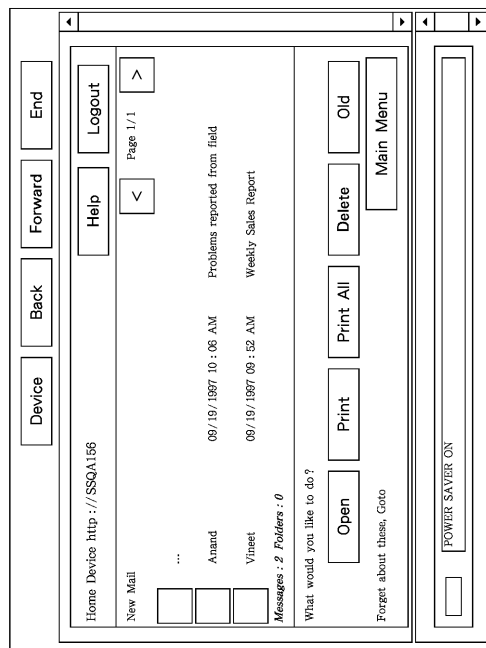 Device Back Forward End
Home Device http : // SSQA156 Help Logout
New Mail < Page 1/1 >
...
Anand 09 / 19 / 1997 10 : 06 AM Problems reported from field
Vineet 09 / 19 / 1997 09 : 52 AM Weekly Sales Report
Messages : 2 Folders : 0
What would you like to do ?
Open Print Print All Delete Old
Forget about these, Goto Main Menu
POWER SAVER ON